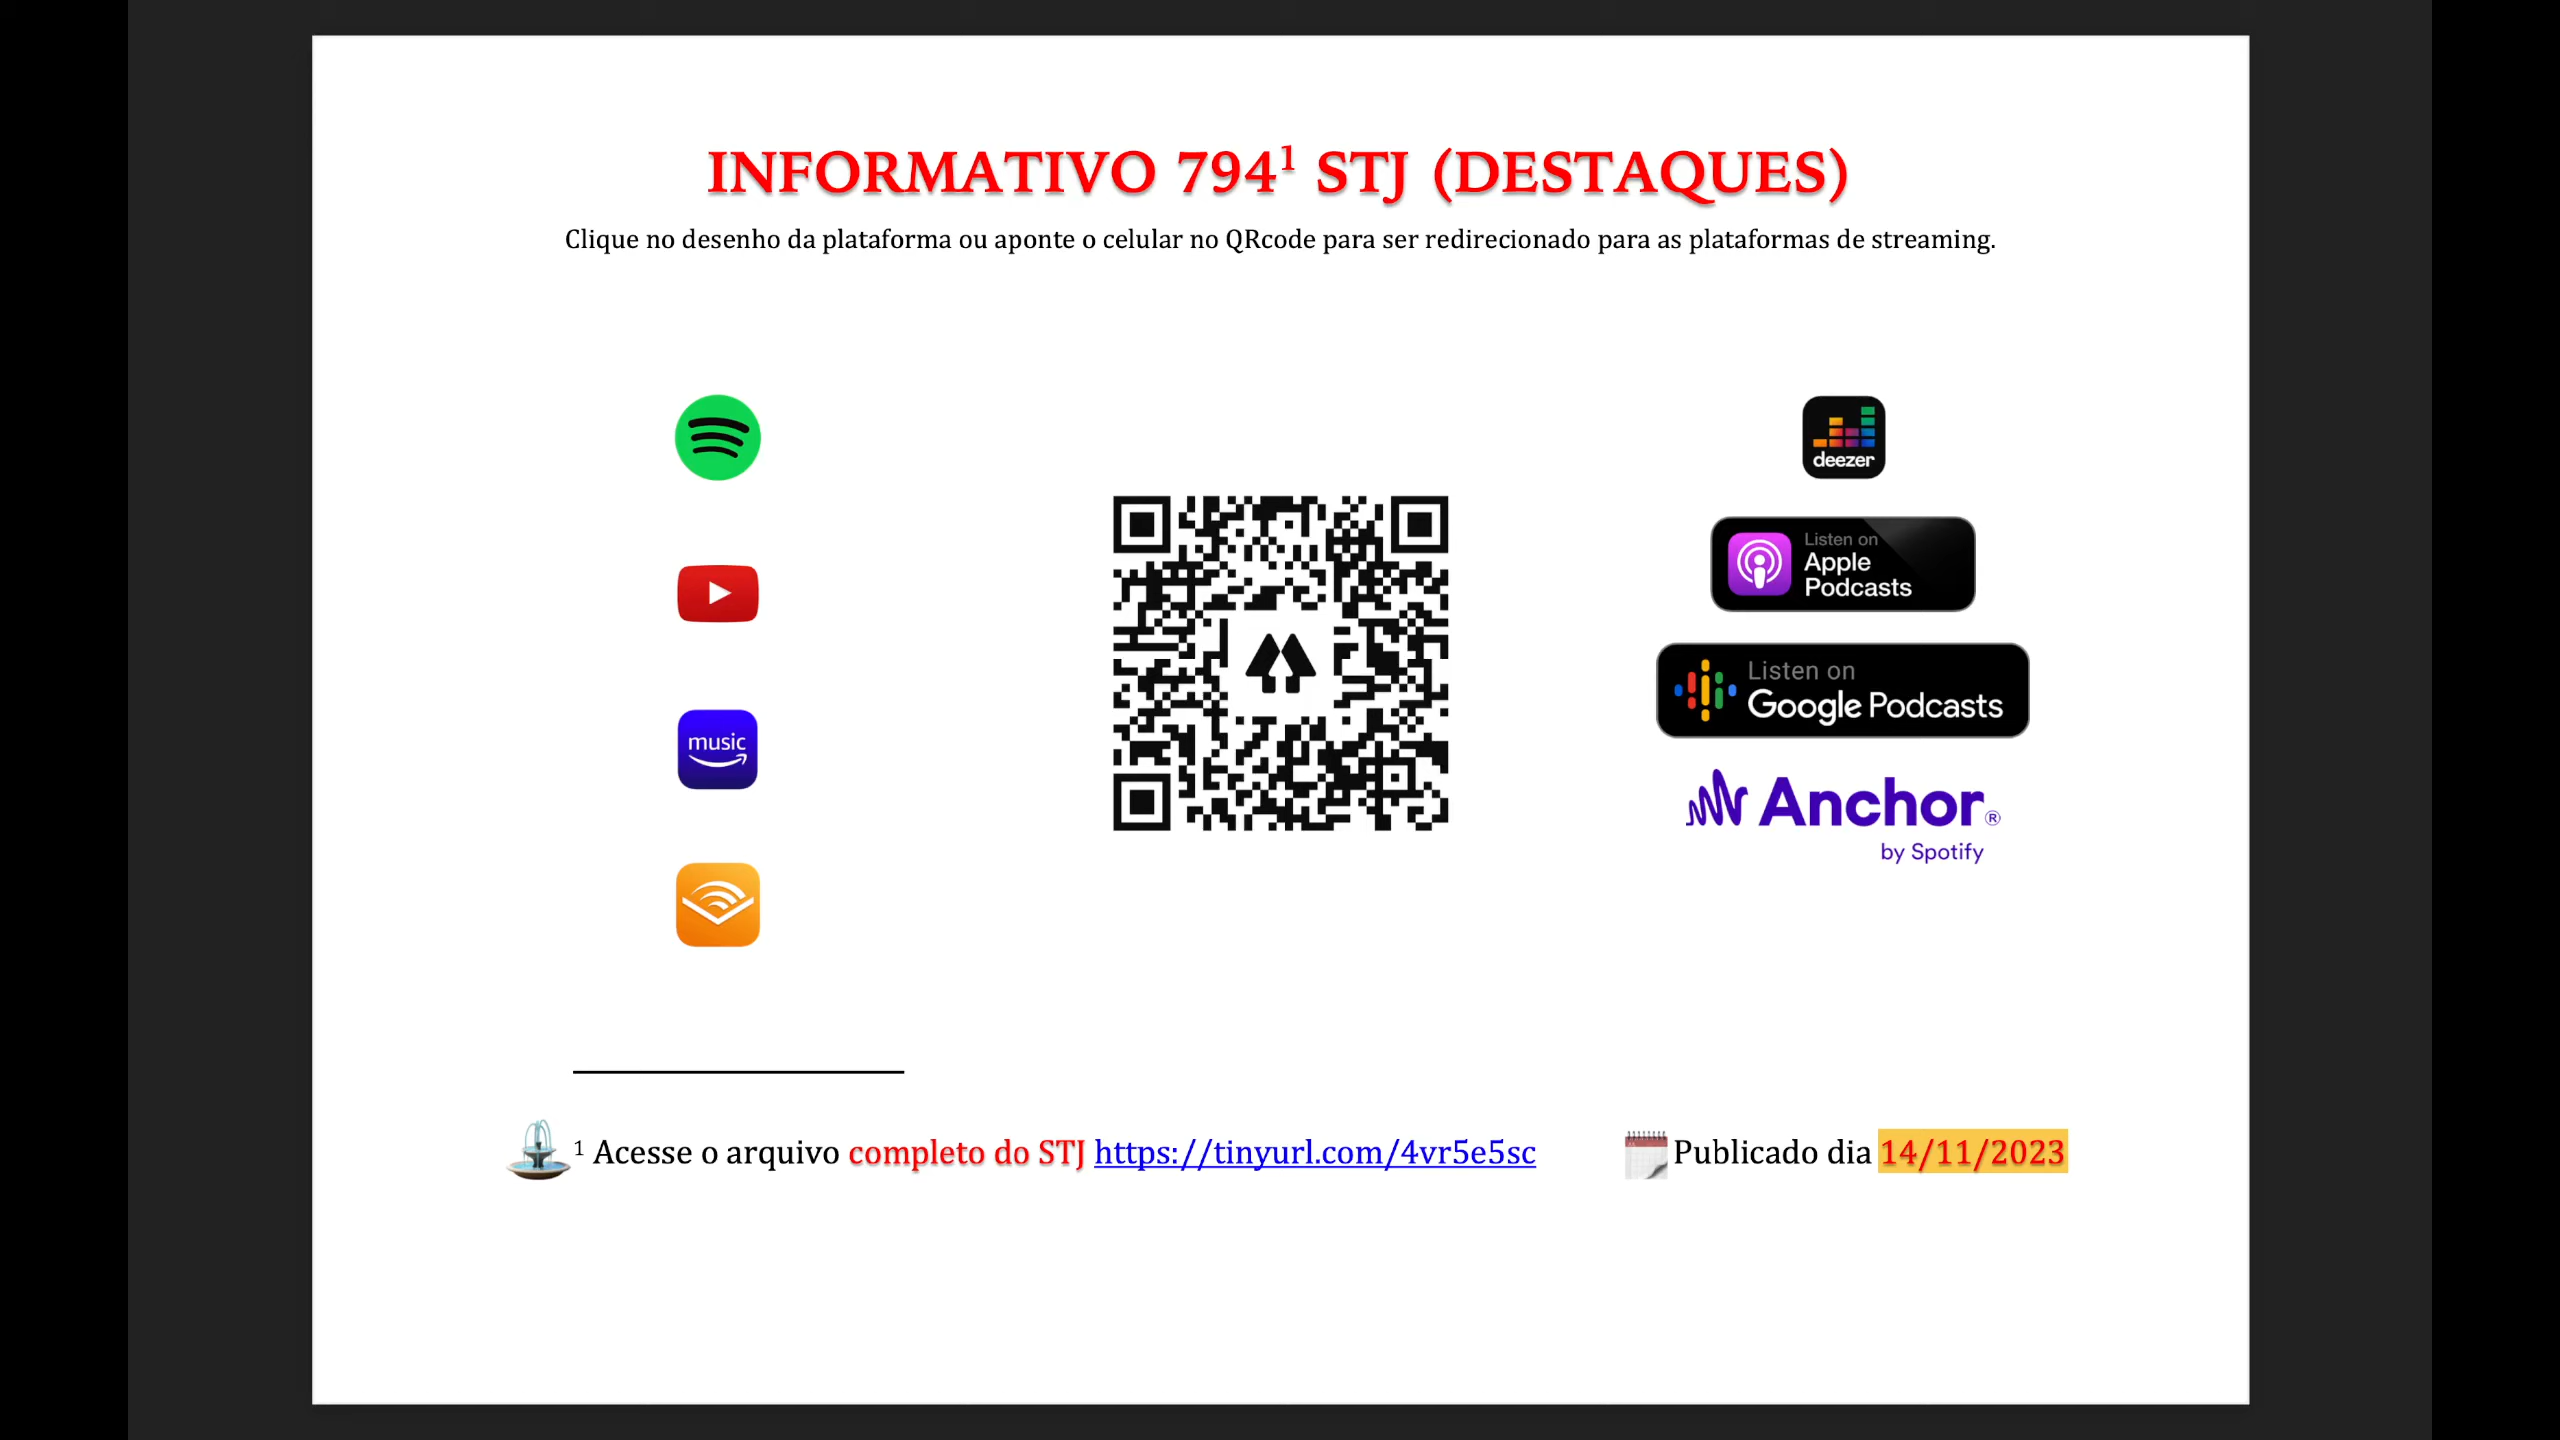 INFORMATIVO 794¹ STJ (DESTAQUES)
Clique no desenho da plataforma ou aponte o celular no QRcode para ser redirecionado para as plataformas de streaming.
deezer
Listen on
Apple
Podcasts
Listen on
Google Podcasts
music
Anchor®
by Spotify
¹ Acesse o arquivo completo do STJ https://tinyurl.com/4vr5e5sc Publicado dia 14/11/2023